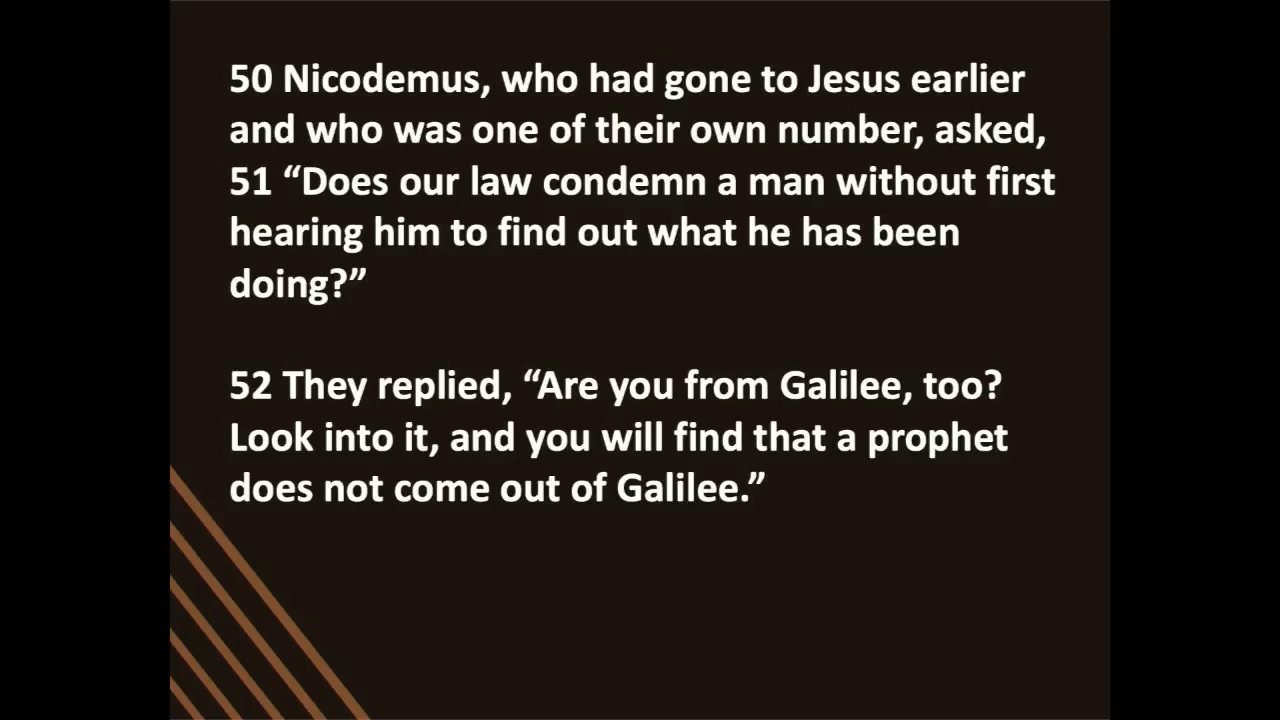 50 Nicodemus, who had gone to Jesus earlier
and who was one of their own number, asked,
51 “Does our law condemn a man without first
hearing him to find out what he has been
doing?”
52 They replied, “Are you from Galilee, too?
Look into it, and you will find that a prophet
does not come out of Galilee.”